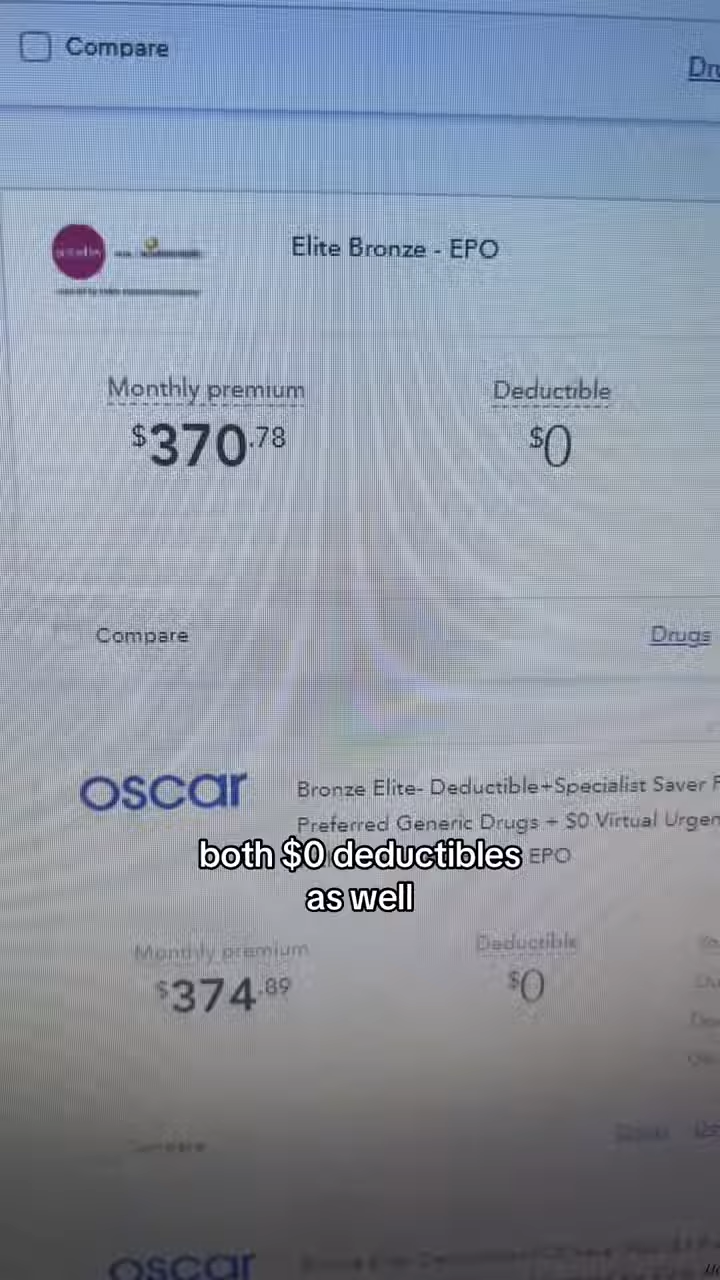 Compare
Elite Bronze - EPO
Monthly premium
Deductible
$370.78
$0
Compare
Drugs
oscar
Bronze Elite- Deductible+Specialist Saver
Preferred Generic Drugs + $0 Virtual
EPO
both $0 deductibles
as well
Monthly premium
Deductible
$374.89
$0
oscar